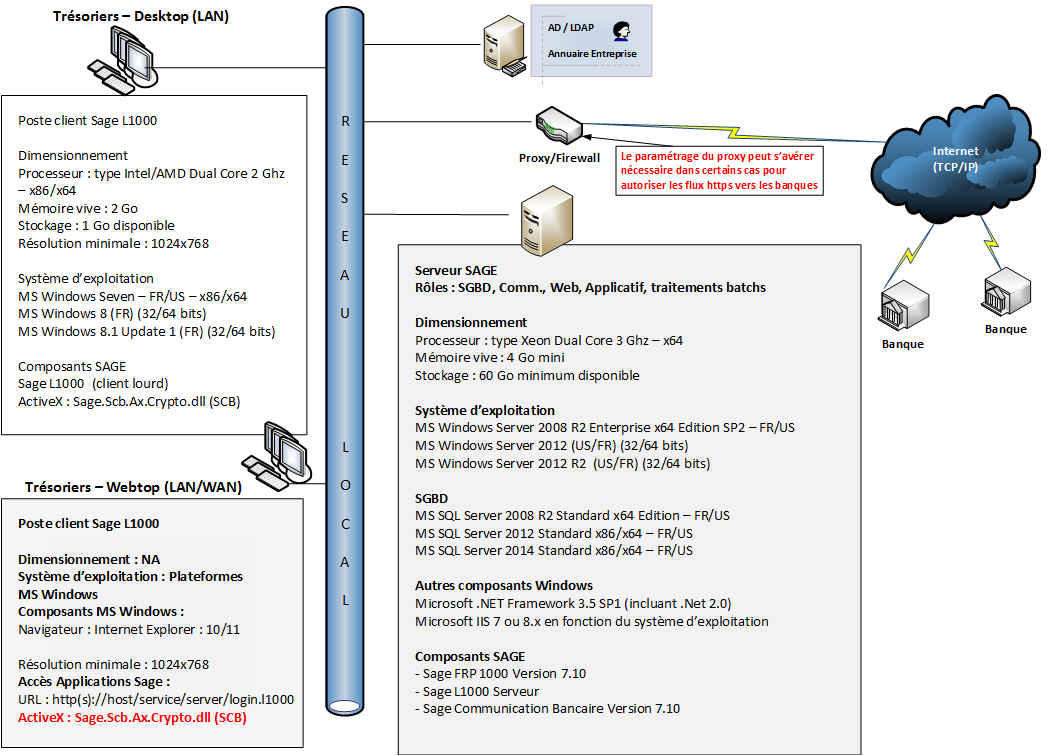 Trésoriers – Desktop (LAN)
Poste client Sage L1000
Dimensionnement
Processeur : type Intel/AMD Dual Core 2 Ghz
– x86/x64
Mémoire vive : 2 Go
Stockage : 1 Go disponible
Résolution minimale : 1024x768
Système d'exploitation
MS Windows Seven – FR/US – x86/x64
MS Windows 8 (FR) (32/64 bits)
MS Windows 8.1 Update 1 (FR) (32/64 bits)
Composants SAGE
Sage L1000  (client lourd)
ActiveX : Sage.Scb.Ax.Crypto.dll (SCB)
Trésoriers – Webtop (LAN/WAN)
Poste client Sage L1000
Dimensionnement : NA
Système d'exploitation : Plateformes
MS Windows
Composants MS Windows :
Navigateur : Internet Explorer : 10/11
Résolution minimale : 1024x768
Accès Applications Sage :
URL : http(s)://host/service/server/login.l1000
ActiveX : Sage.Scb.Ax.Crypto.dll (SCB)
RESEAU LOCAL
AD / LDAP
Annuaire Entreprise
Proxy/Firewall
Le paramétrage du proxy peut s'avérer
nécessaire dans certains cas pour
autoriser les flux https vers les banques
Internet
(TCP/IP)
Banque
Banque
Serveur SAGE
Rôles : SGBD, Comm., Web, Applicatif, traitements batchs
Dimensionnement
Processeur : type Xeon Dual Core 3 Ghz – x64
Mémoire vive : 4 Go mini
Stockage : 60 Go minimum disponible
Système d'exploitation
MS Windows Server 2008 R2 Enterprise x64 Edition SP2 – FR/US
MS Windows Server 2012 (US/FR) (32/64 bits)
MS Windows Server 2012 R2  (US/FR) (32/64 bits)
SGBD
MS SQL Server 2008 R2 Standard x64 Edition – FR/US
MS SQL Server 2012 Standard x86/x64 – FR/US
MS SQL Server 2014 Standard x86/x64 – FR/US
Autres composants Windows
Microsoft .NET Framework 3.5 SP1 (incluant .Net 2.0)
Microsoft IIS 7 ou 8.x en fonction du système d'exploitation
Composants SAGE
- Sage FRP 1000 Version 7.10
- Sage L1000 Serveur
- Sage Communication Bancaire Version 7.10